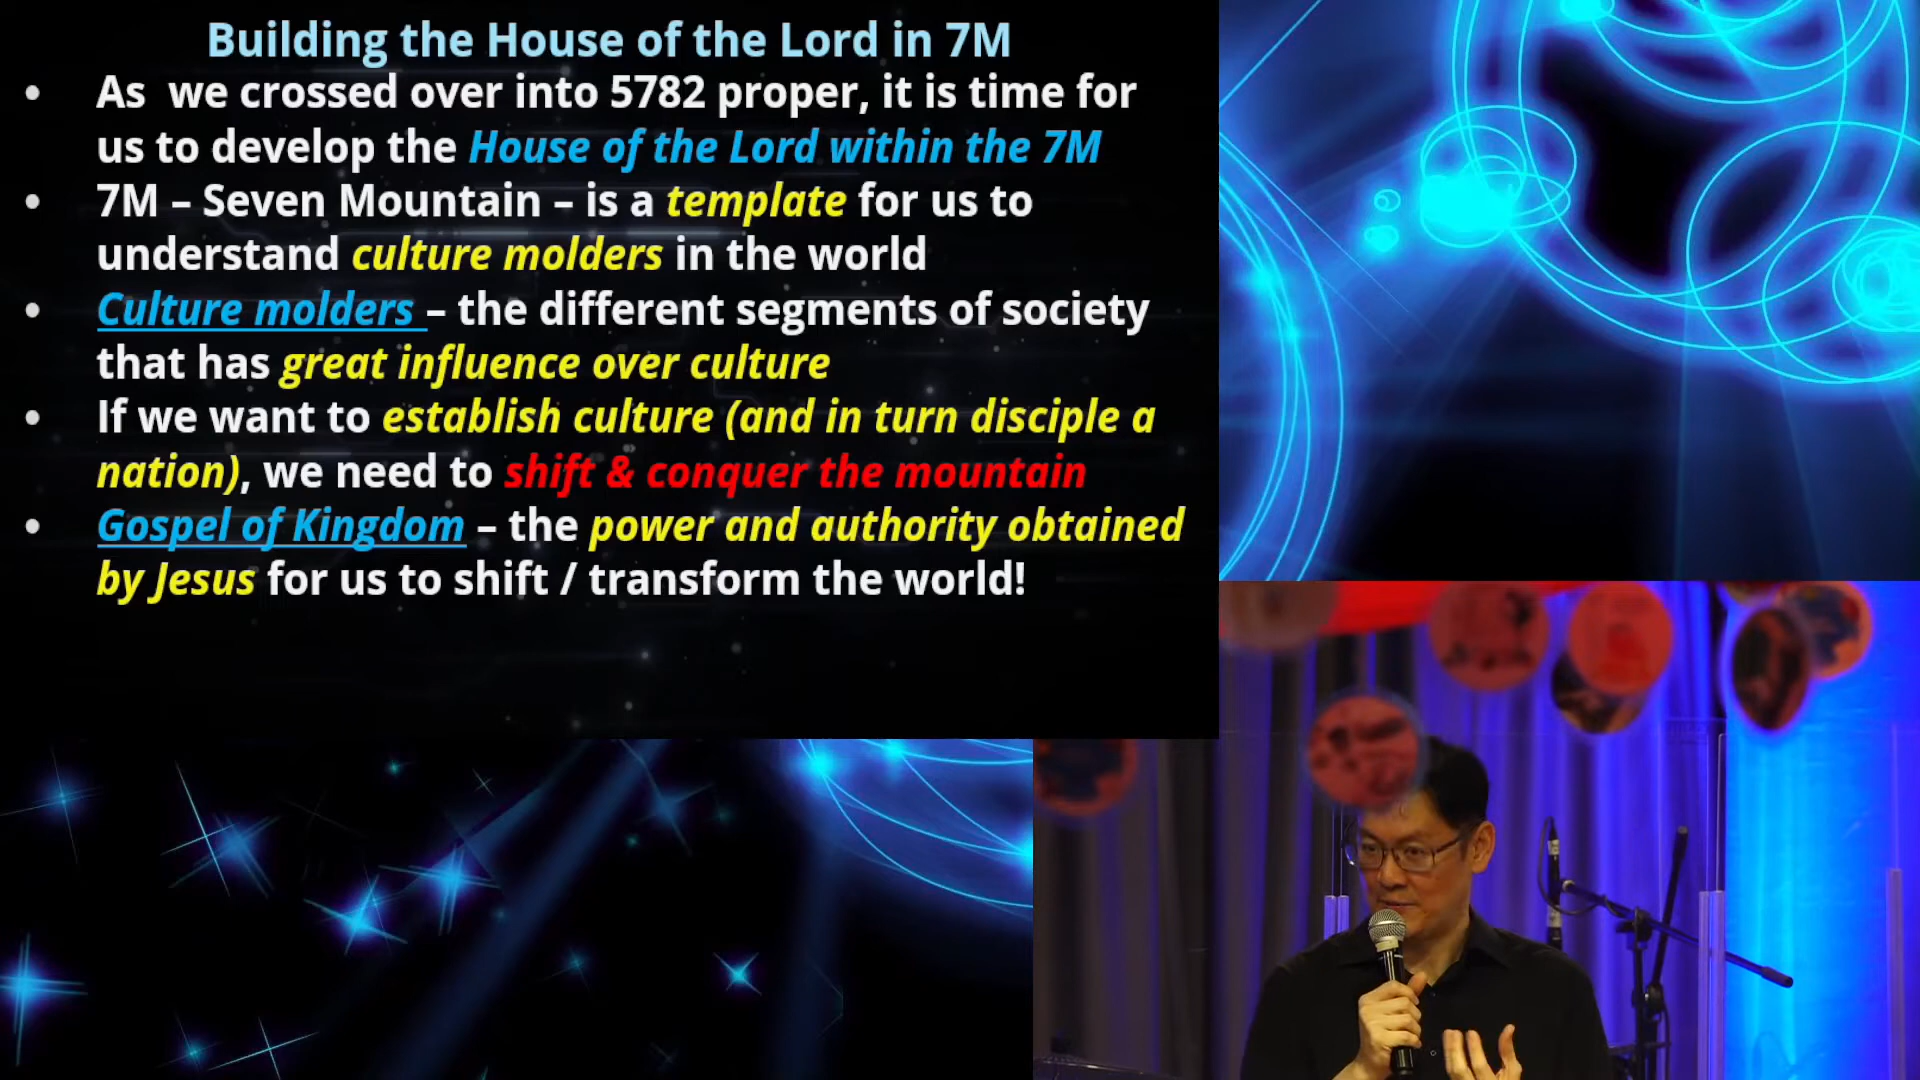 Building the House of the Lord in 7M
• As we crossed over into 5782 proper, it is time for
us to develop the House of the Lord within the 7M
• 7M – Seven Mountain – is a template for us to
understand culture molders in the world
• Culture molders – the different segments of society
that has great influence over culture
• If we want to establish culture (and in turn disciple a
nation), we need to shift & conquer the mountain
• Gospel of Kingdom – the power and authority obtained
by Jesus for us to shift / transform the world!